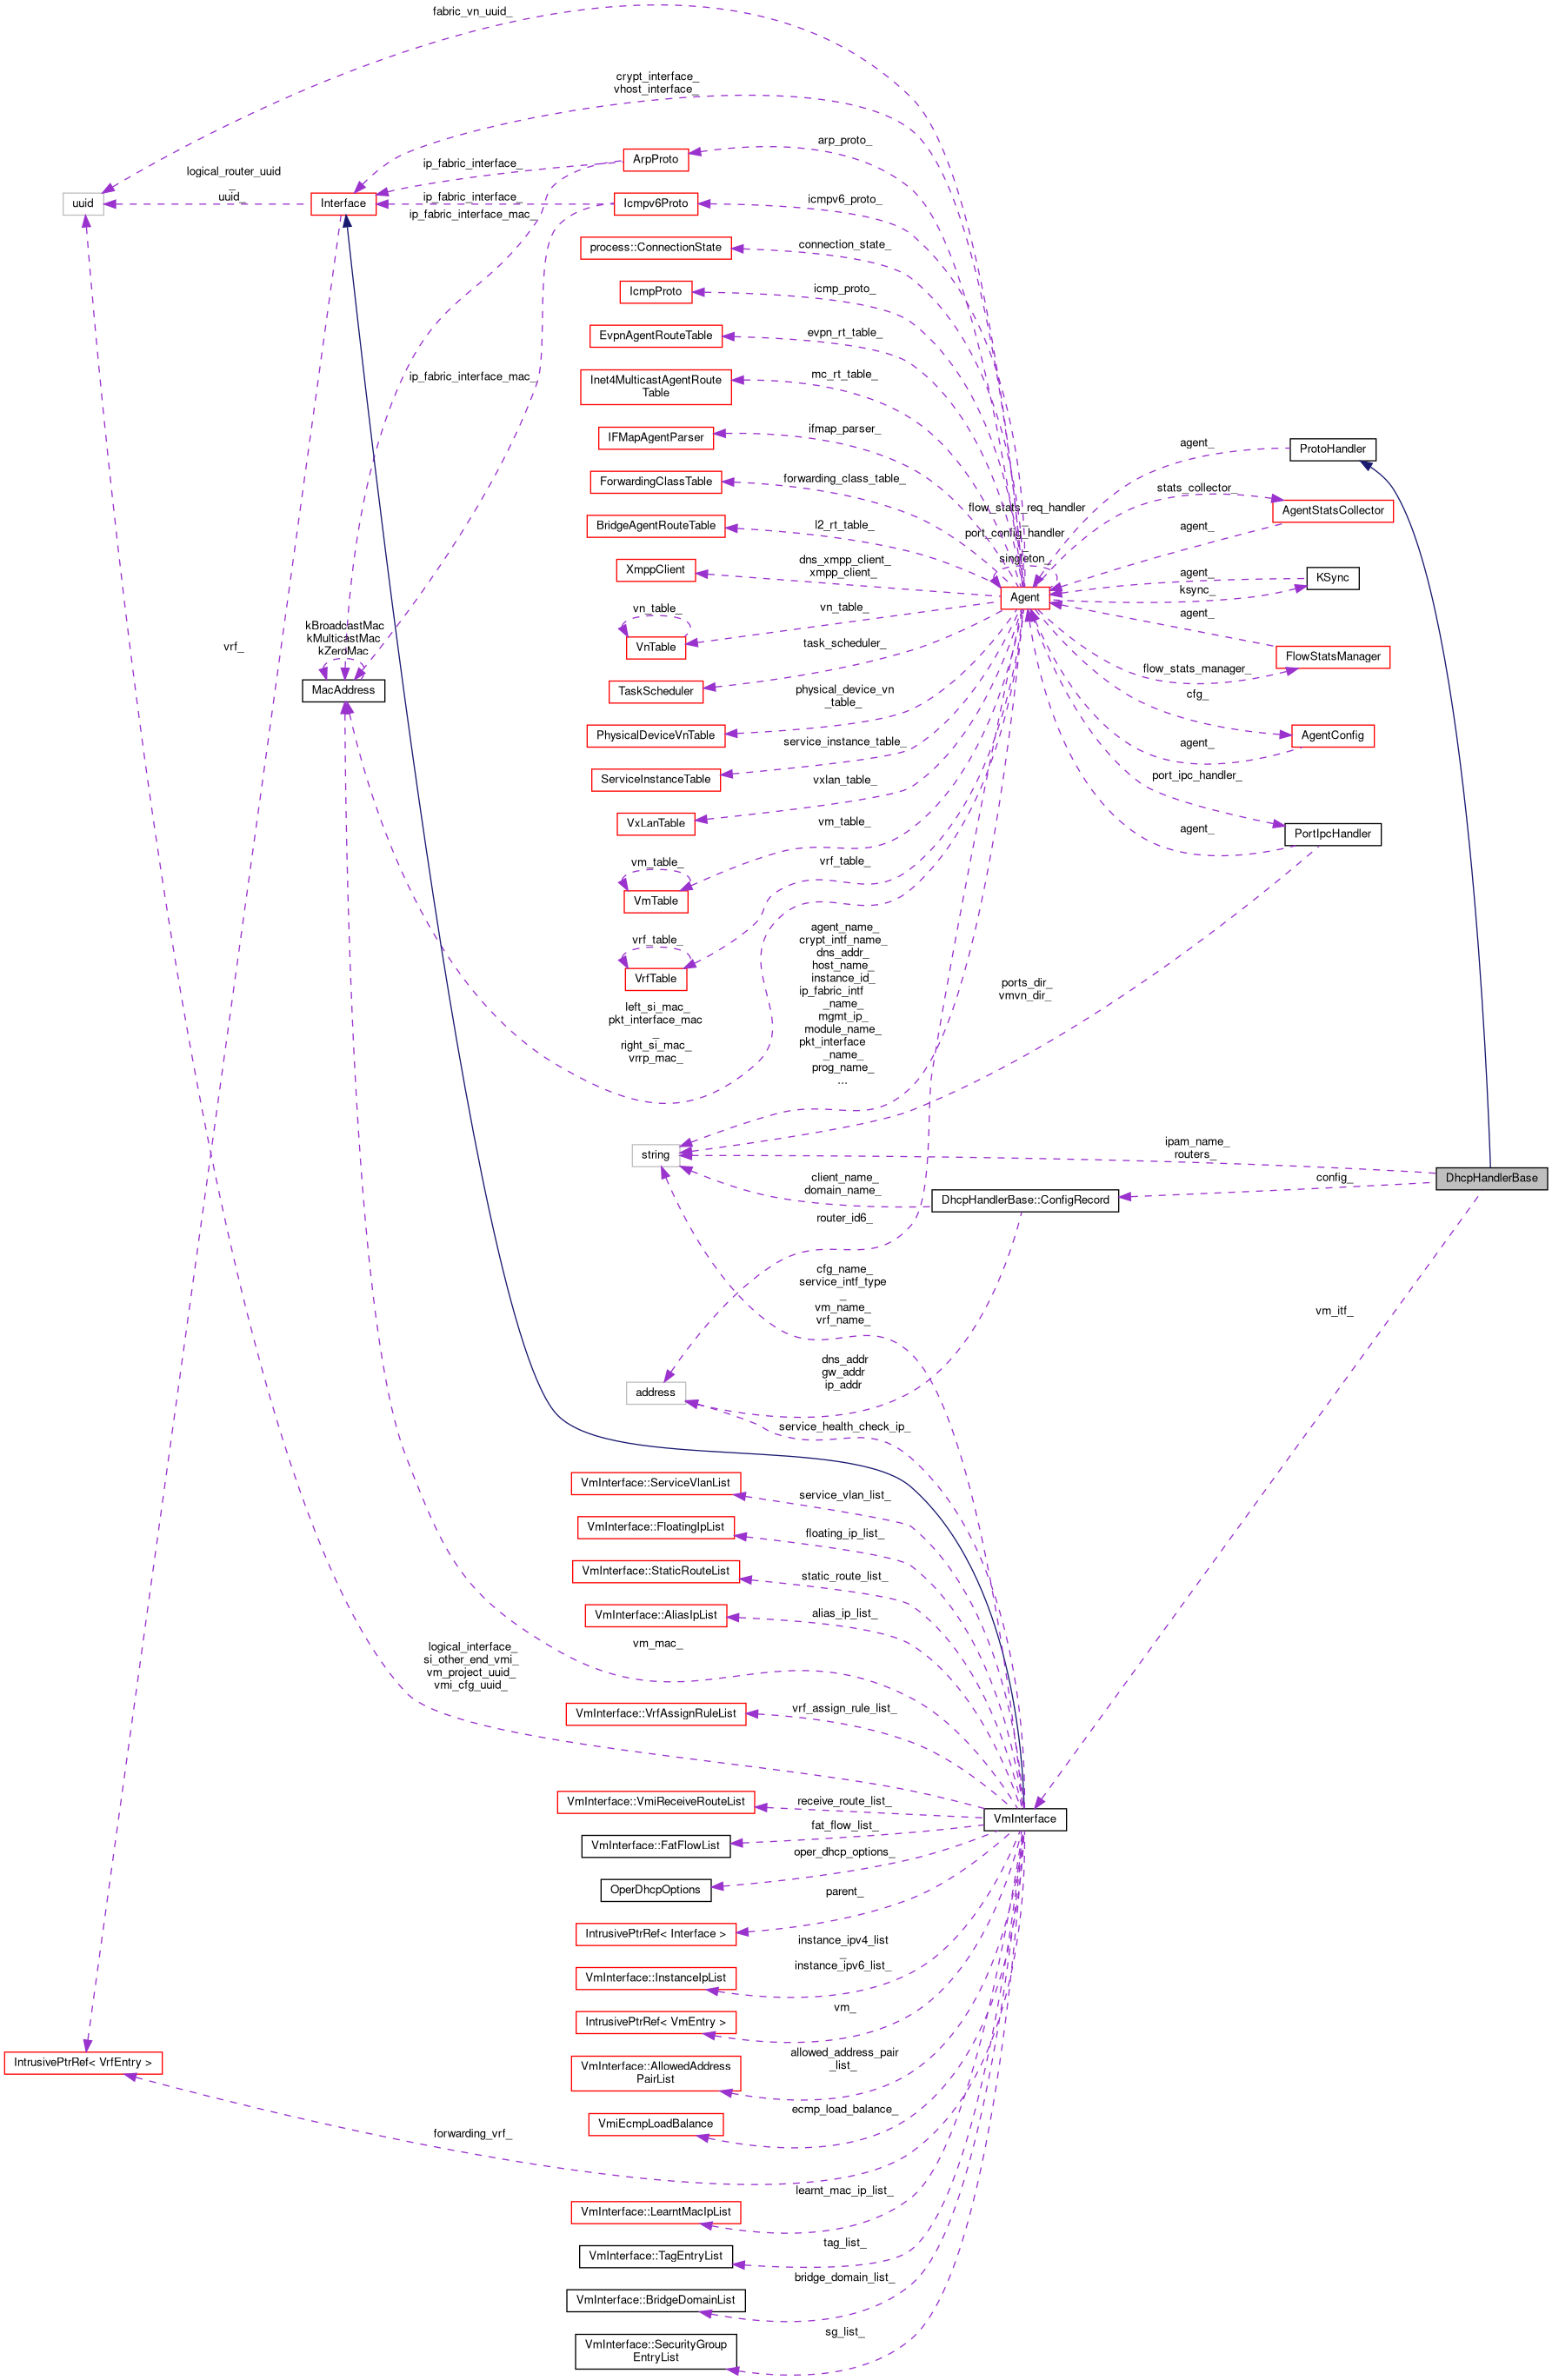 fabric_vn_uuid_
crypt_interface_
vhost_interface_
arp_proto_
ArpProto
ip_fabric_interface_
logical_router_uuid
_
uuid_
uuid
Interface
ip_fabric_interface_
Icmpv6Proto
icmpv6_proto_
ip_fabric_interface_mac_
process::ConnectionState
connection_state_
IcmpProto
icmp_proto_
EvpnAgentRouteTable
evpn_rt_table_
Inet4MulticastAgentRoute
Table
mc_rt_table_
ip_fabric_interface_mac_
IFMapAgentParser
ifmap_parser_
ProtoHandler
agent_
ForwardingClassTable
forwarding_class_table_
stats_collector_
AgentStatsCollector
flow_stats_req_handler
_
port_config_handler
_
singleton_
BridgeAgentRouteTable
l2_rt_table_
agent_
XmppClient
dns_xmpp_client_
xmpp_client_
Agent
agent_
KSync
ksync_
vn_table_
VnTable
vn_table_
agent_
kBroadcastMac
kMulticastMac
kZeroMac
MacAddress
vrf_
task_scheduler_
TaskScheduler
FlowStatsManager
flow_stats_manager_
physical_device_vn
_table_
PhysicalDeviceVnTable
cfg_
AgentConfig
agent_
service_instance_table_
ServiceInstanceTable
port_ipc_handler_
vxlan_table_
VxLanTable
vm_table_
agent_
PortIpcHandler
vm_table_
VmTable
vrf_table_
vrf_table_
VrfTable
left_si_mac_
pkt_interface_mac
_
right_si_mac_
vrrp_mac_
agent_name_
crypt_intf_name_
dns_addr_
host_name_
instance_id_
ip_fabric_intf
_name_
mgmt_ip_
module_name_
pkt_interface
_name_
prog_name_
...
ports_dir_
vmvn_dir_
string
ipam_name_
routers_
DhcpHandlerBase
config_
client_name_
domain_name_
DhcpHandlerBase::ConfigRecord
router_id6_
cfg_name_
service_intf_type
_
vm_name_
vrf_name_
vm_itf_
dns_addr
gw_addr
ip_addr
address
service_health_check_ip_
VmInterface::ServiceVlanList
service_vlan_list_
VmInterface::FloatingIpList
floating_ip_list_
VmInterface::StaticRouteList
static_route_list_
VmInterface::AliasIpList
alias_ip_list_
logical_interface_
si_other_end_vmi_
vm_project_uuid_
vmi_cfg_uuid_
vm_mac_
VmInterface::VrfAssignRuleList
vrf_assign_rule_list_
VmInterface::VmiReceiveRouteList
receive_route_list_
VmInterface
VmInterface::FatFlowList
fat_flow_list_
OperDhcpOptions
oper_dhcp_options_
parent_
IntrusivePtrRef< Interface >
instance_ipv4_list
_
instance_ipv6_list_
VmInterface::InstanceIpList
IntrusivePtrRef< VmEntry >
vm_
IntrusivePtrRef< VrfEntry >
VmInterface::AllowedAddress
PairList
allowed_address_pair
_list_
VmiEcmpLoadBalance
ecmp_load_balance_
forwarding_vrf_
learnt_mac_ip_list_
VmInterface::LearntMacIpList
tag_list_
VmInterface::TagEntryList
bridge_domain_list_
VmInterface::BridgeDomainList
sg_list_
VmInterface::SecurityGroup
EntryList